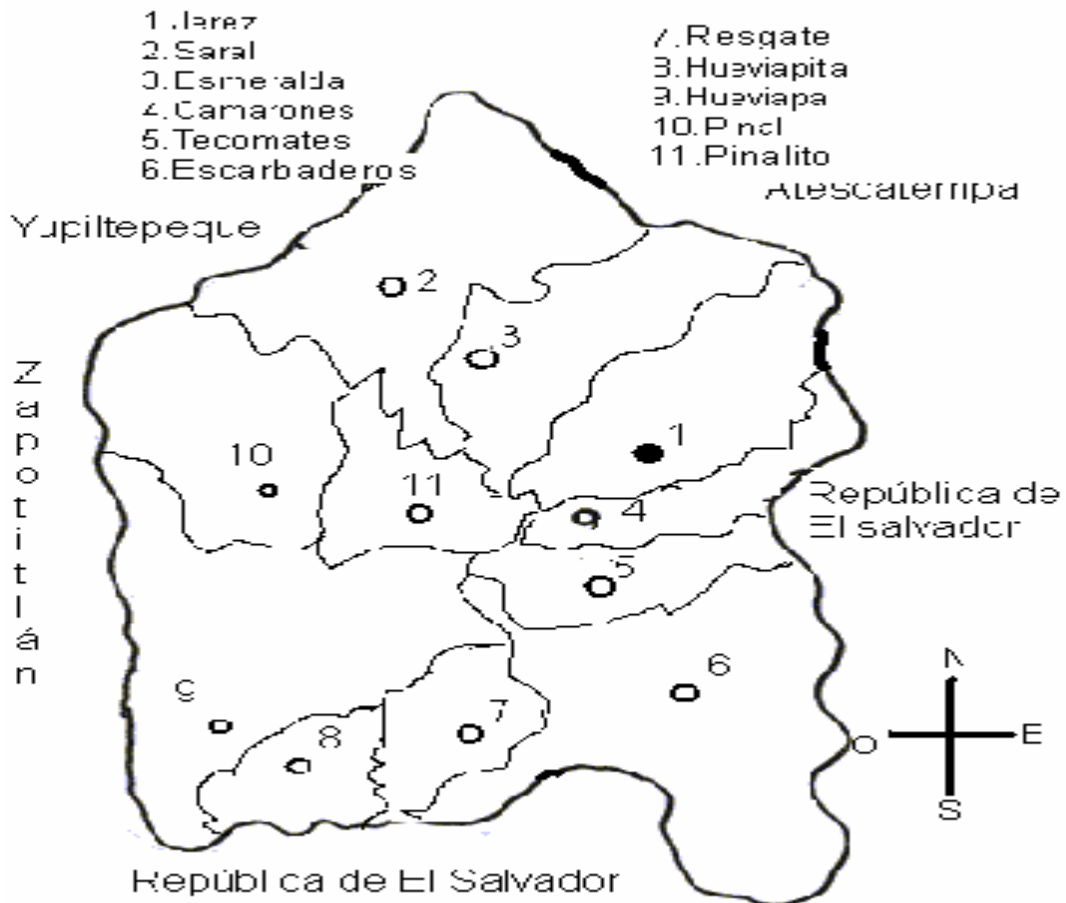 1.Jerez
2.Saral
3.Esmeralda
4.Camarones
5.Tecomates
6.Escarbaderos
7.Resgate
8.Hueviapita
9.Hueviapa
10.Pinal
11.Pinalito
Atescatempa
Yupiltepeque
Zapotitlán
2
3
1
10
11
4
República de
El salvador
5
6
9
7
8
N
O
E
S
República de El Salvador